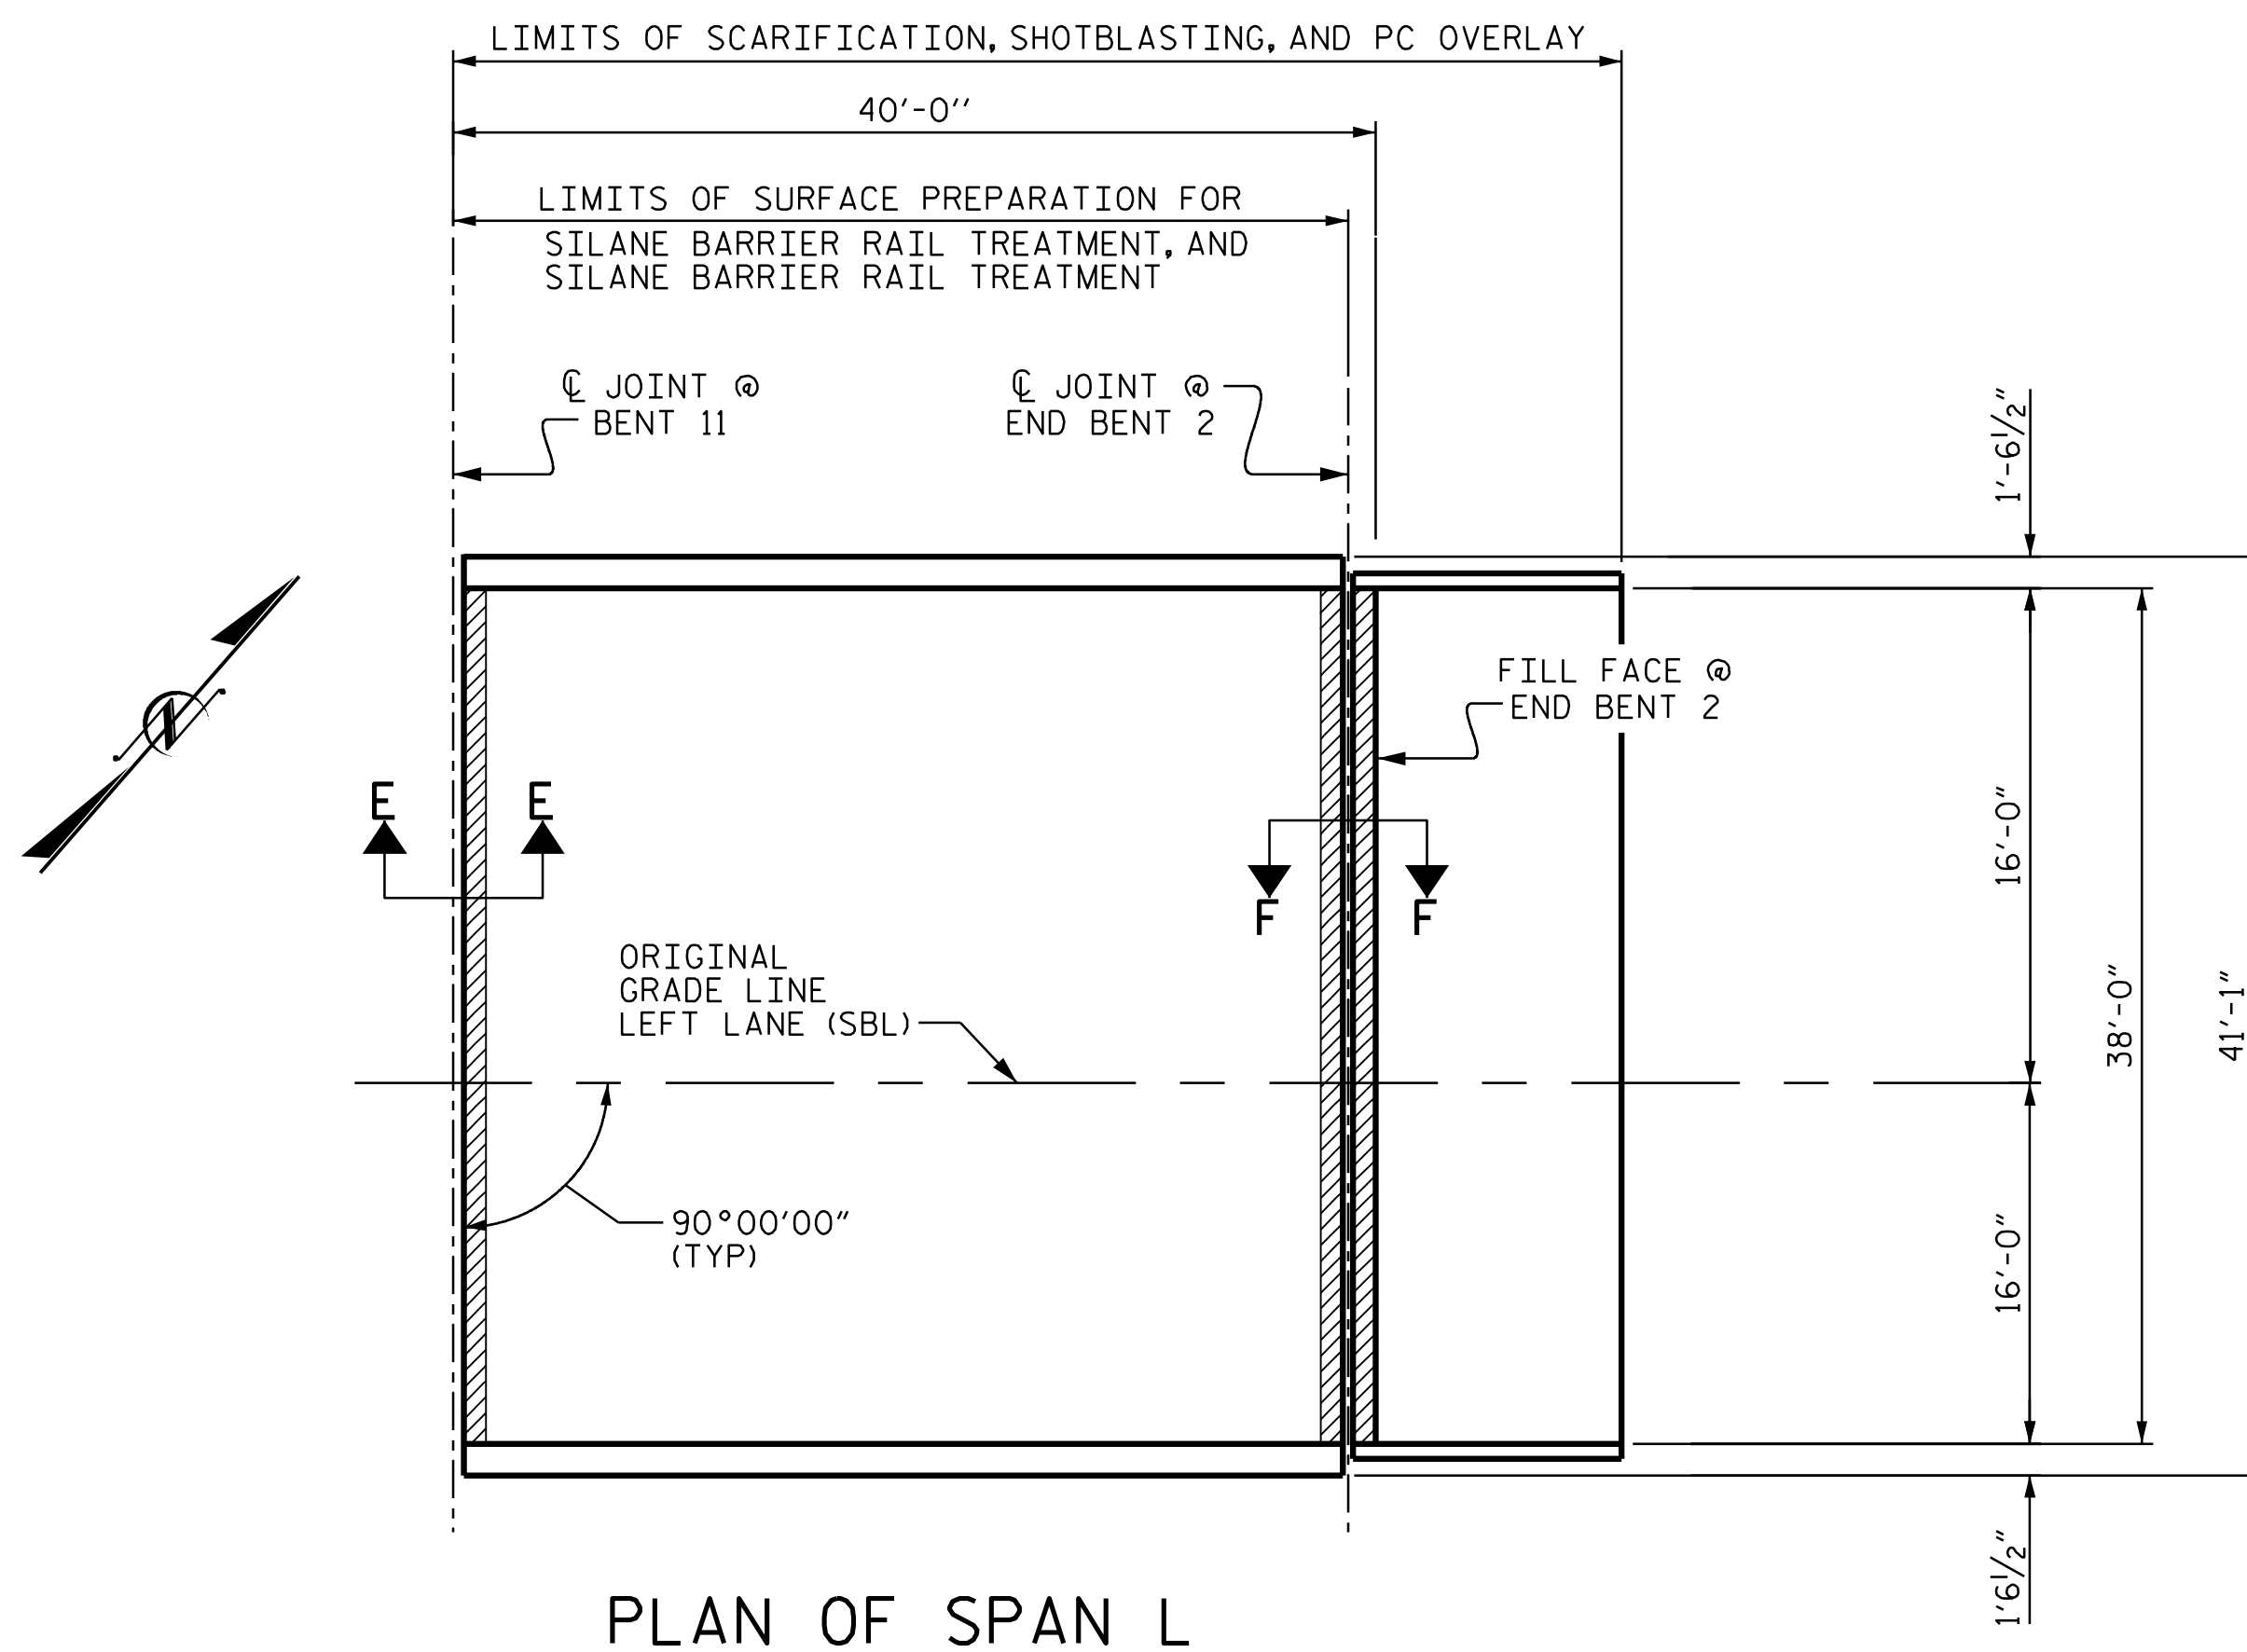 LIMITS OF SCARIFICATION, SHOTBLASTING, AND PC OVERLAY
40'-0''
LIMITS OF SURFACE PREPARATION FOR
SILANE BARRIER RAIL TREATMENT, AND
SILANE BARRIER RAIL TREATMENT
℄ JOINT @
BENT 11
℄ JOINT @
END BENT 2
1'-6½"
N
FILL FACE @
END BENT 2
E
E
F
F
16'-0"
ORIGINAL
GRADE LINE
LEFT LANE (SBL)
38'-0"
41'-1"
90°00'00"
(TYP)
16'-0"
1'6½"
PLAN OF SPAN L